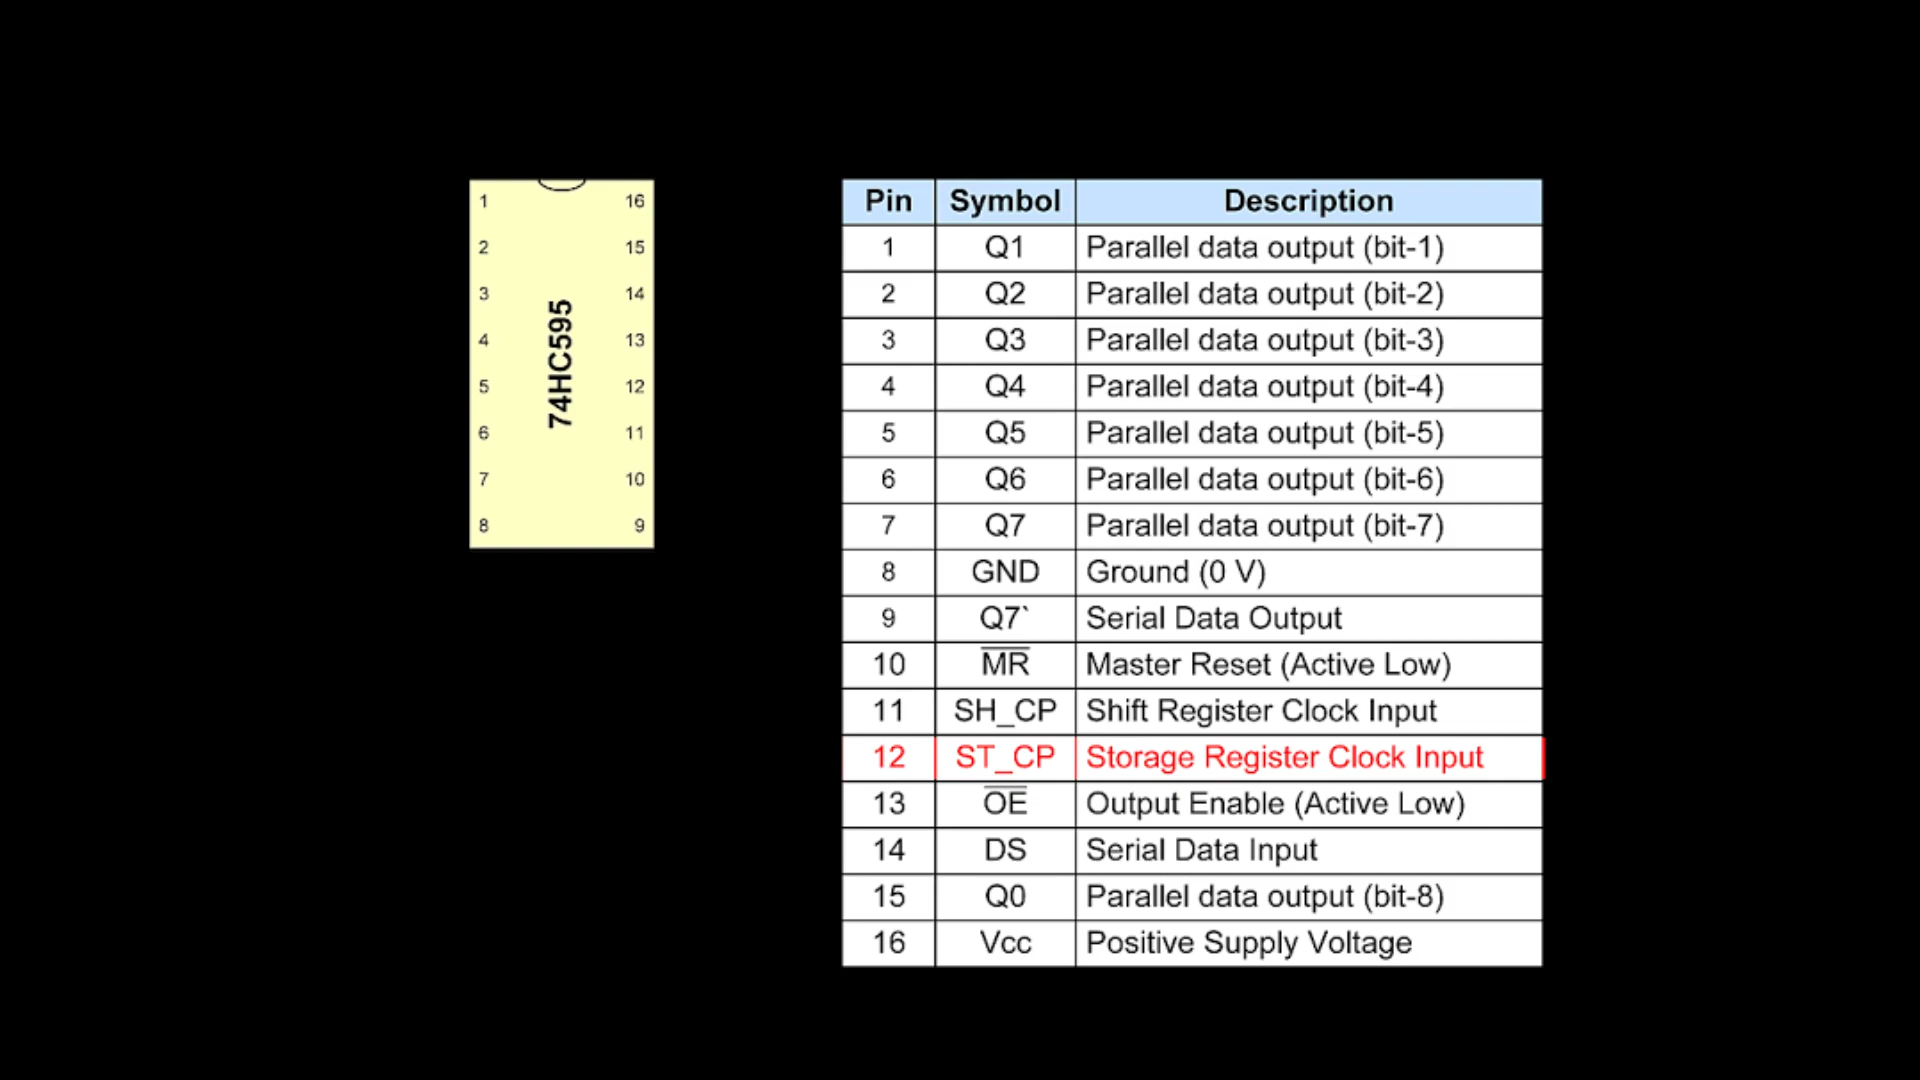 1 16
2 15
3 14
4 13
5 12
6 11
7 10
8 9
74HC595
Pin Symbol Description
1 Q1 Parallel data output (bit-1)
2 Q2 Parallel data output (bit-2)
3 Q3 Parallel data output (bit-3)
4 Q4 Parallel data output (bit-4)
5 Q5 Parallel data output (bit-5)
6 Q6 Parallel data output (bit-6)
7 Q7 Parallel data output (bit-7)
8 GND Ground (0 V)
9 Q7` Serial Data Output
10 M̅R̅ Master Reset (Active Low)
11 SH_CP Shift Register Clock Input
12 ST_CP Storage Register Clock Input
13 O̅E̅ Output Enable (Active Low)
14 DS Serial Data Input
15 Q0 Parallel data output (bit-8)
16 Vcc Positive Supply Voltage